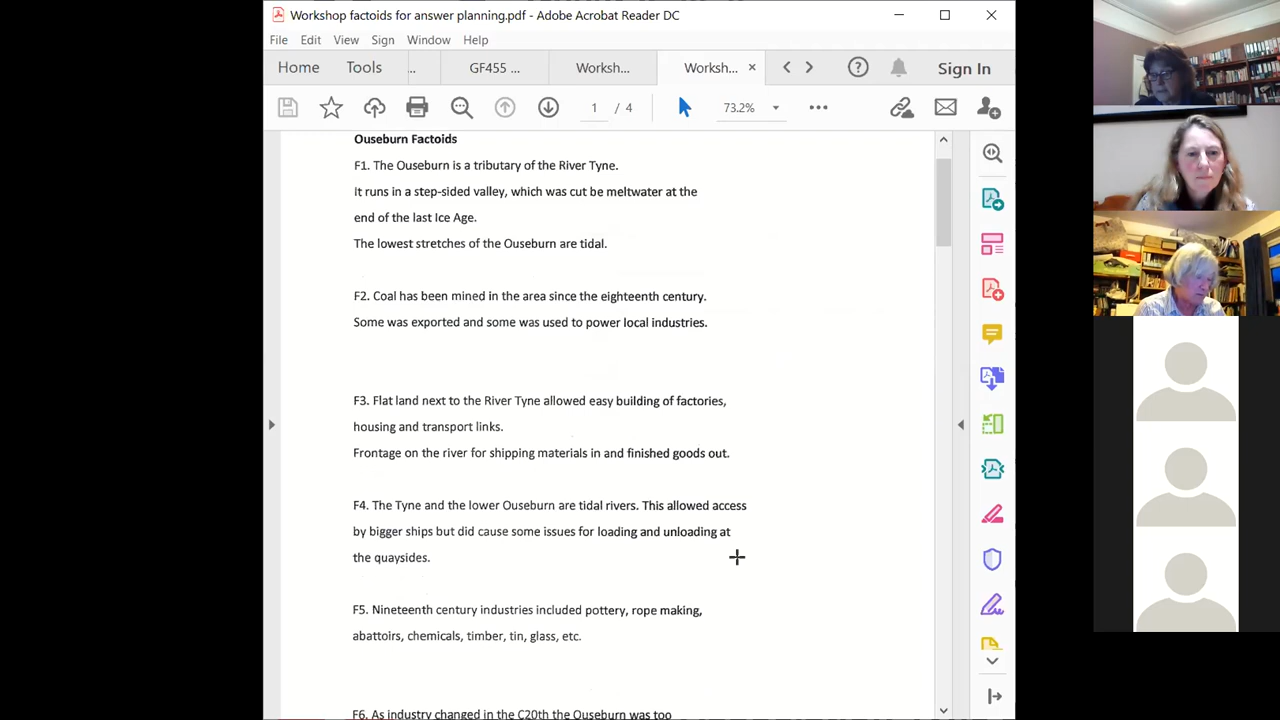 Workshop factoids for answer planning.pdf - Adobe Acrobat Reader DC
File Edit View Sign Window Help
Home Tools ... GF455 ... Worksh... Worksh... × Sign In
1 / 4 73.2%
Ouseburn Factoids
F1. The Ouseburn is a tributary of the River Tyne.
It runs in a step-sided valley, which was cut be meltwater at the
end of the last Ice Age.
The lowest stretches of the Ouseburn are tidal.
F2. Coal has been mined in the area since the eighteenth century.
Some was exported and some was used to power local industries.
F3. Flat land next to the River Tyne allowed easy building of factories,
housing and transport links.
Frontage on the river for shipping materials in and finished goods out.
F4. The Tyne and the lower Ouseburn are tidal rivers. This allowed access
by bigger ships but did cause some issues for loading and unloading at
the quaysides.
F5. Nineteenth century industries included pottery, rope making,
abattoirs, chemicals, timber, tin, glass, etc.
F6. As industry changed in the C20th the Ouseburn was too